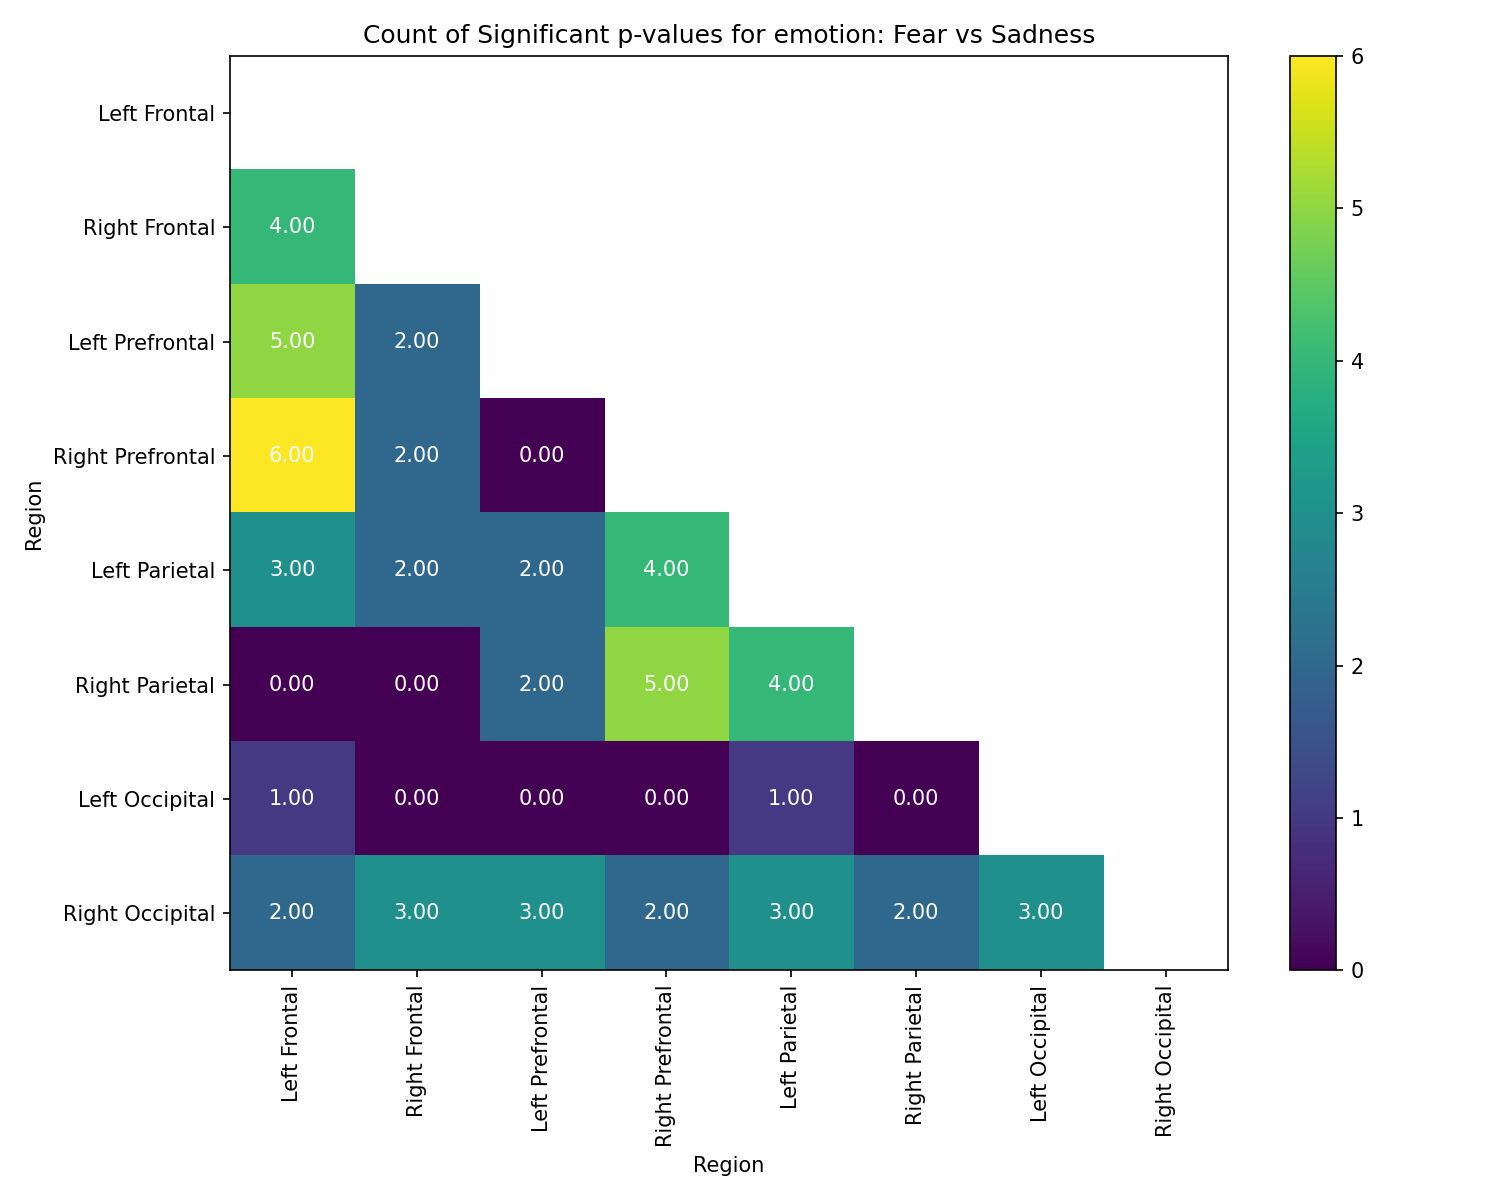 Count of Significant p-values for emotion: Fear vs Sadness
Left Frontal
Right Frontal 4.00
Left Prefrontal 5.00 2.00
Right Prefrontal 6.00 2.00 0.00
Left Parietal 3.00 2.00 2.00 4.00
Right Parietal 0.00 0.00 2.00 5.00 4.00
Left Occipital 1.00 0.00 0.00 0.00 1.00 0.00
Right Occipital 2.00 3.00 3.00 2.00 3.00 2.00 3.00
Region
Left Frontal
Right Frontal
Left Prefrontal
Right Prefrontal
Left Parietal
Right Parietal
Left Occipital
Right Occipital
Region
6
5
4
3
2
1
0